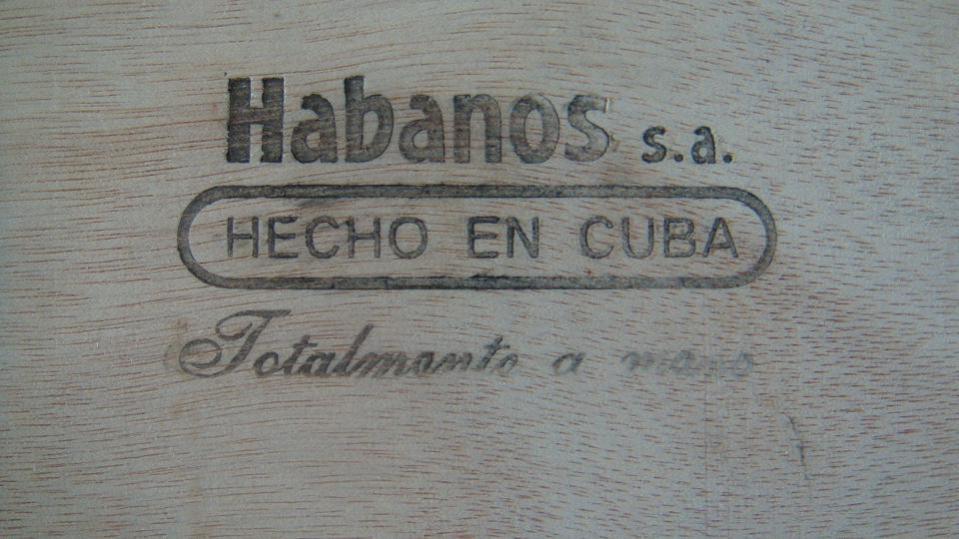 Habanos s.a.
HECHO EN CUBA
Totalmente a mano